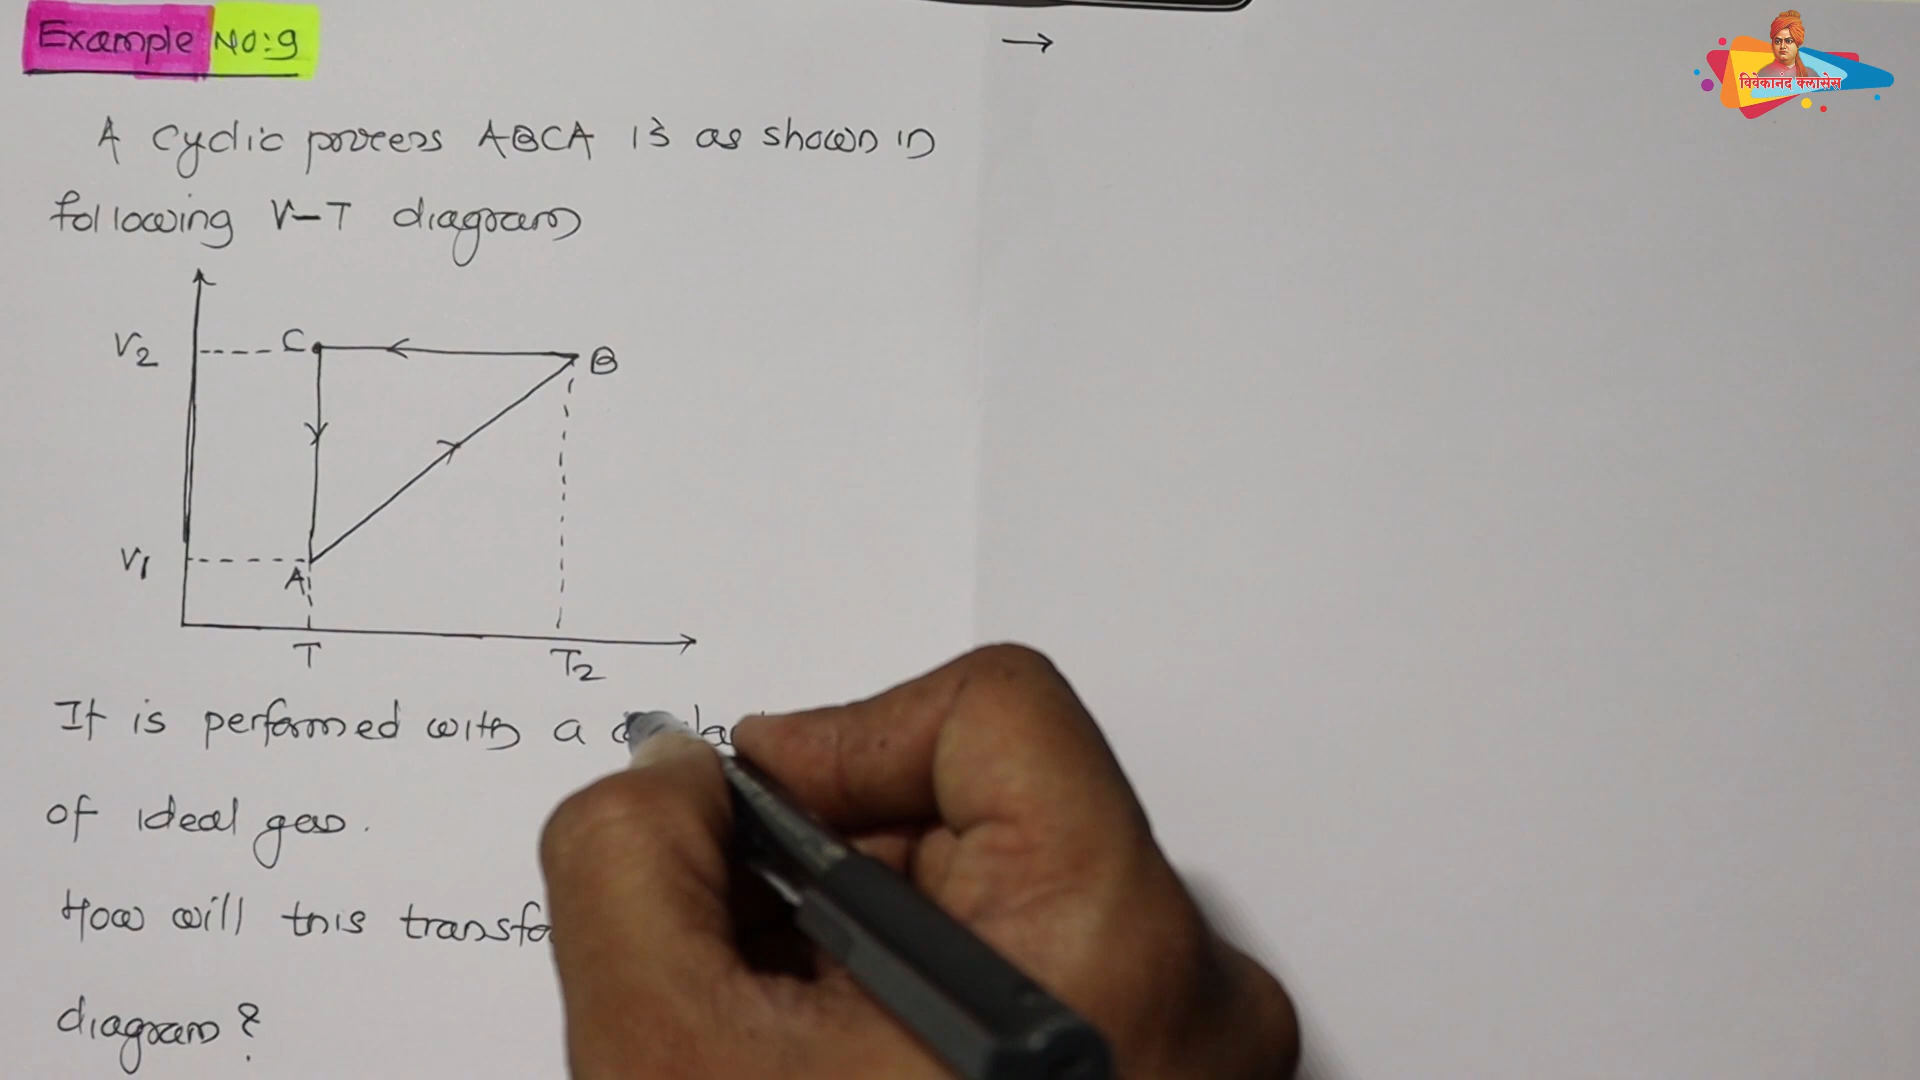 Example NO:9
→
विवेकानंद क्लासेस
A cyclic process ABCA is as shown in
following V-T diagram
V2
C
B
V1
A
T
T2
It is performed with a
of ideal gas.
How will this
diagram?